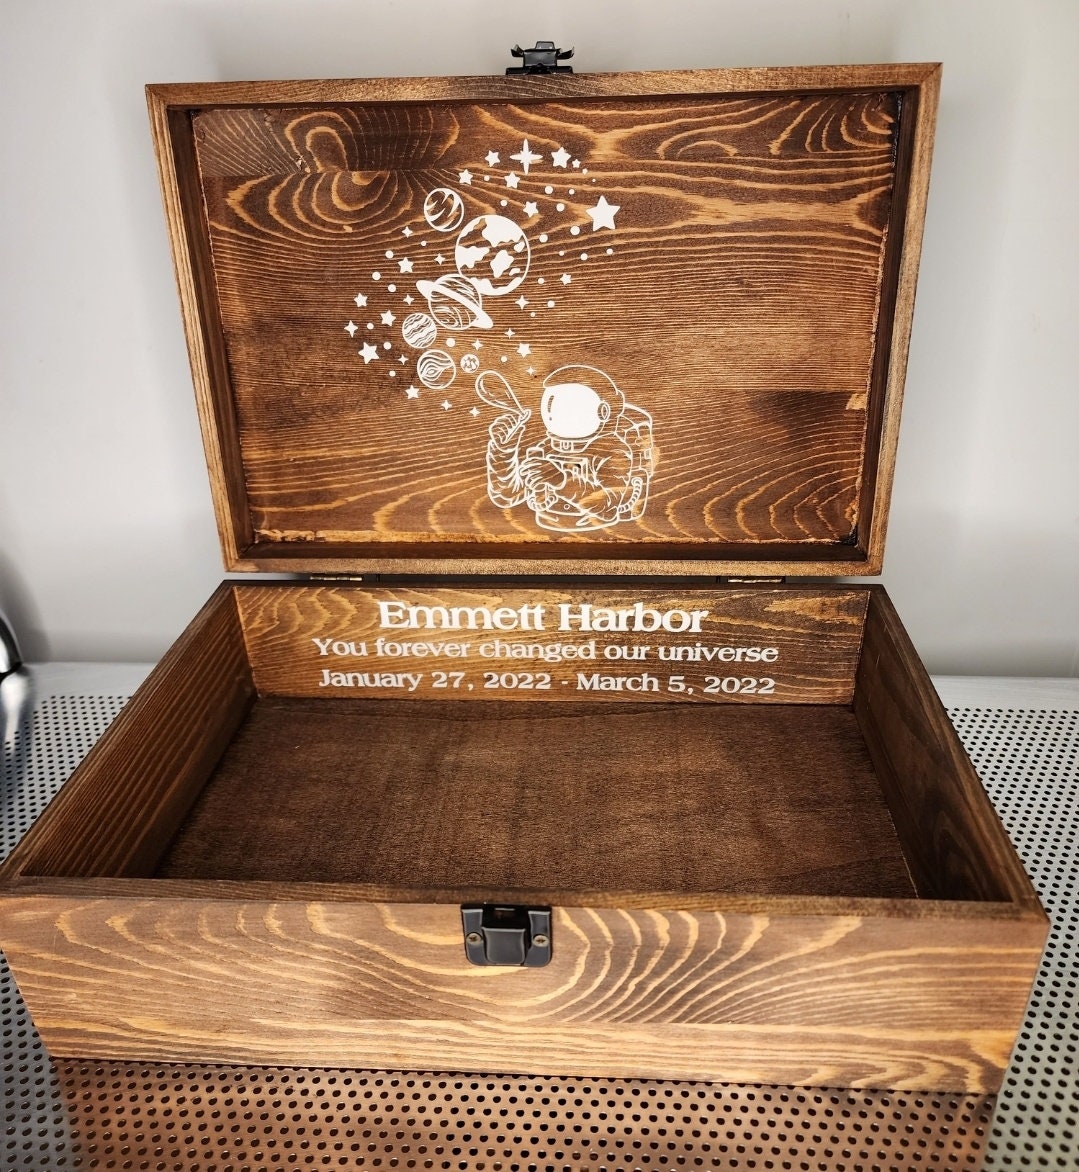 Emmett Harbor
You forever changed our universe
January 27, 2022 - March 5, 2022